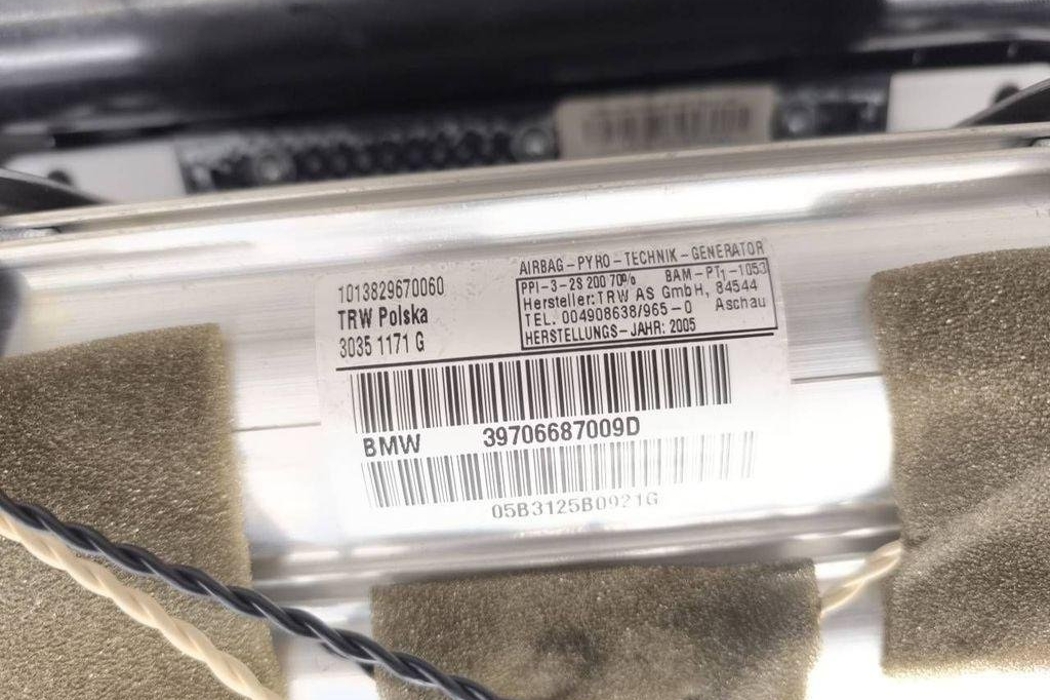 1013829670060
TRW Polska
3035 1171 G
AIRBAG-PYRO-TECHNIK-GENERATOR
PPI-3-2S 200 70% BAM-PT1-1053
Hersteller: TRW AS GmbH, 84544
TEL. 004908638/965-0 Aschau
HERSTELLUNGS-JAHR: 2005
BMW 39706687009D
05B3125B0921G